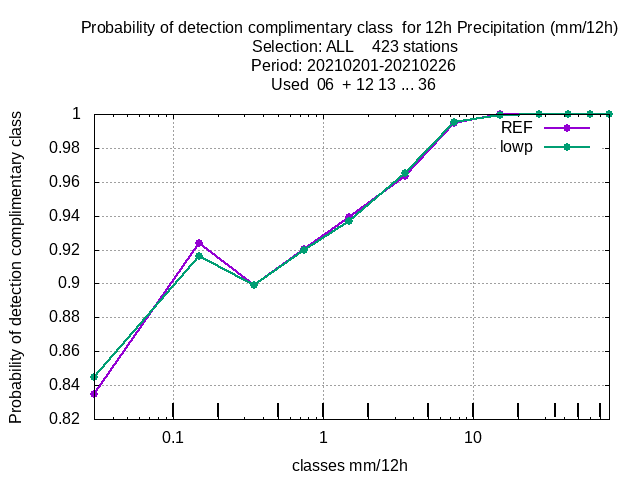 Probability of detection complimentary class  for 12h Precipitation (mm/12h)
Selection: ALL    423 stations
Period: 20210201-20210226
Used  06  + 12 13 ... 36
Probability of detection complimentary class
1
0.98
0.96
0.94
0.92
0.9
0.88
0.86
0.84
0.82
REF
lowp
0.1
1
10
classes mm/12h